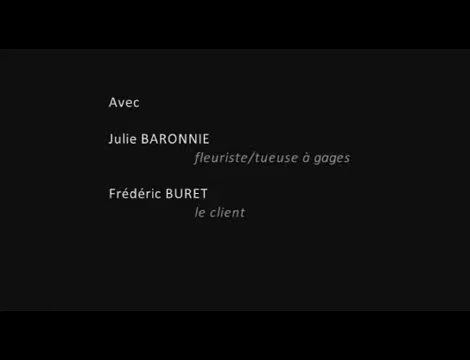 Avec
Julie BARONNIE
fleuriste/tueuse à gages
Frédéric BURET
le client